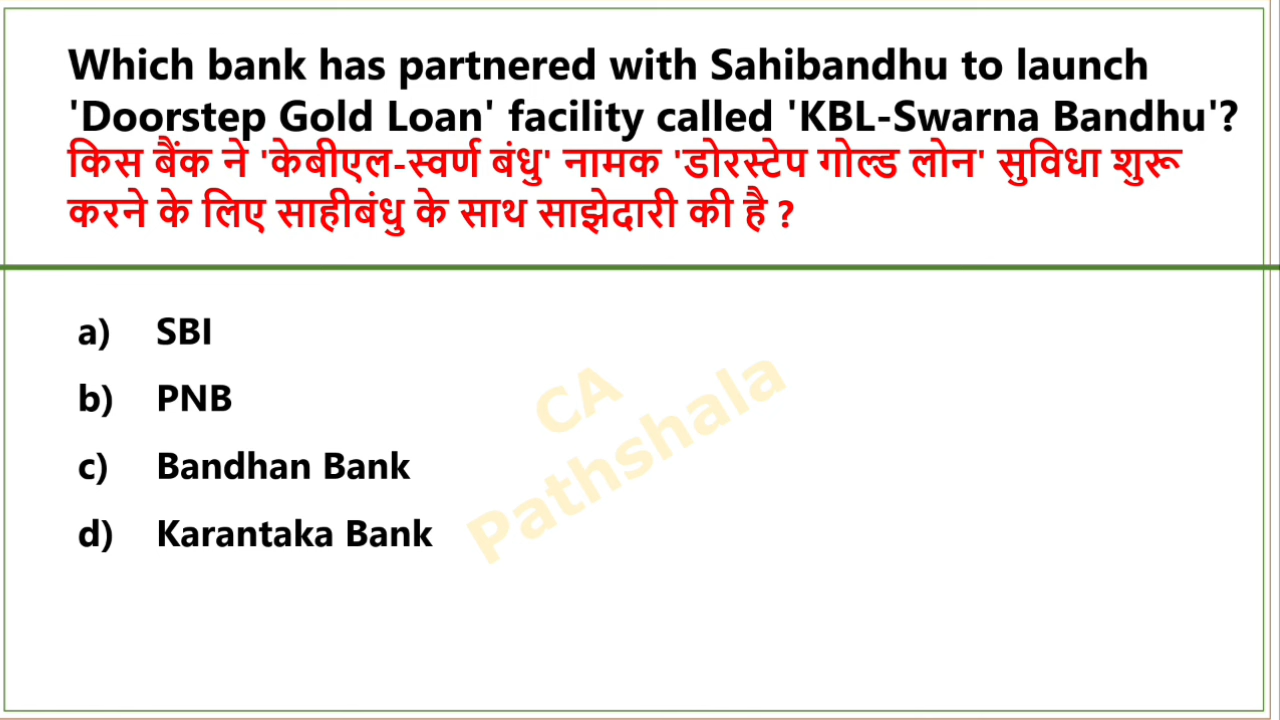 Which bank has partnered with Sahibandhu to launch
'Doorstep Gold Loan' facility called 'KBL-Swarna Bandhu'?
किस बैंक ने 'केबीएल-स्वर्ण बंधु' नामक 'डोरस्टेप गोल्ड लोन' सुविधा शुरू
करने के लिए साहीबंधु के साथ साझेदारी की है ?
a) SBI
b) PNB
c) Bandhan Bank
d) Karantaka Bank
CA
Pathshala